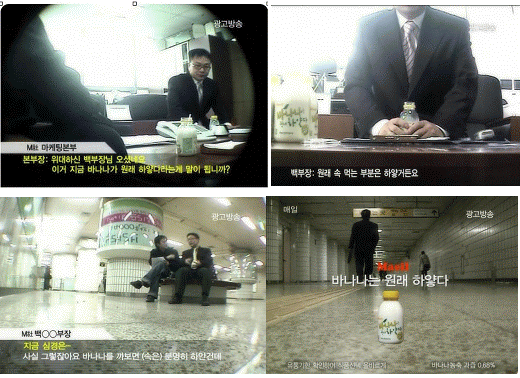 광고방송
M社 마케팅본부
본부장: 위대하신 백부장님 오셨네요
이거 지금 바나나가 원래 하얗다라는게 말이 됩니까?
광고방송
백부장: 원래 속 먹는 부분은 하얗거든요
광고방송
M社 백○○부장
지금 심경은-
사실 그렇잖아요 바나나를 까보면 (속은) 분명히 하얀건데
매일
광고방송
바나나는 원래 하얗다
바나나농축 과즙 0.68%